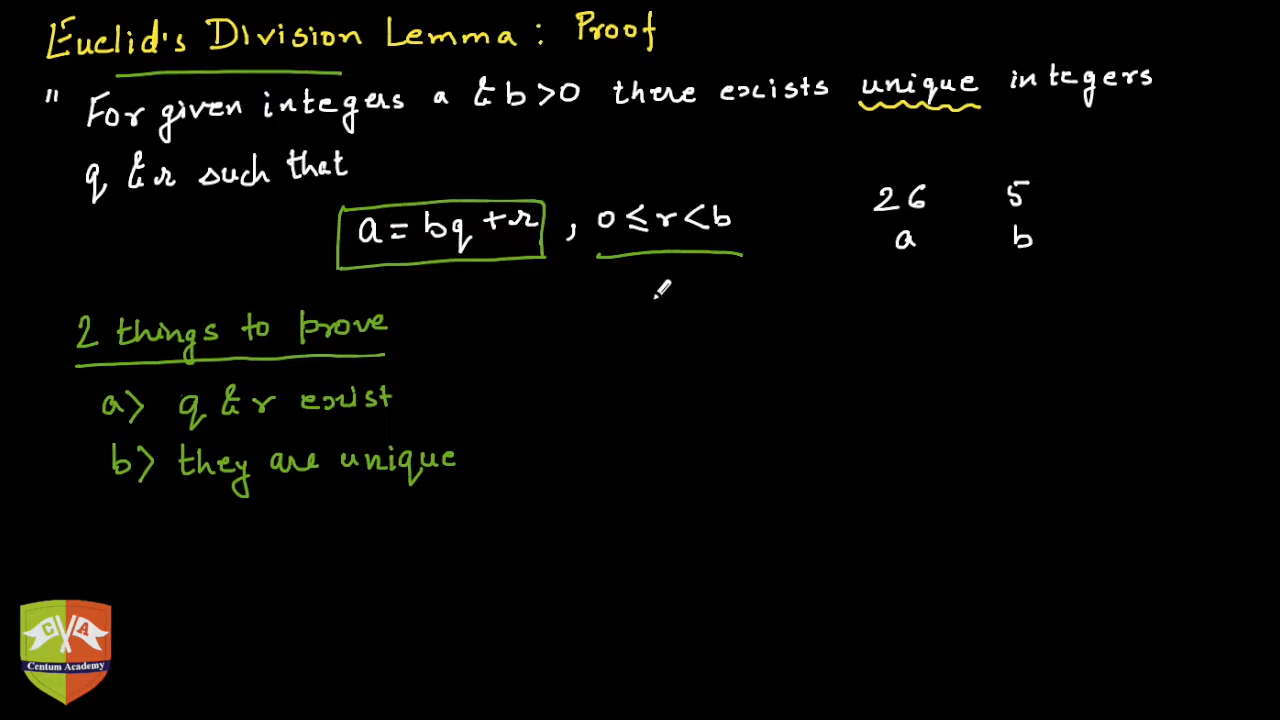 Euclid's Division Lemma : Proof
" For given integers a & b > 0 there exists unique integers
q & r such that
a = bq + r , 0 ≤ r < b
26 5
a b
2 things to prove
a> q & r exist
b> they are unique
C A
Centum Academy